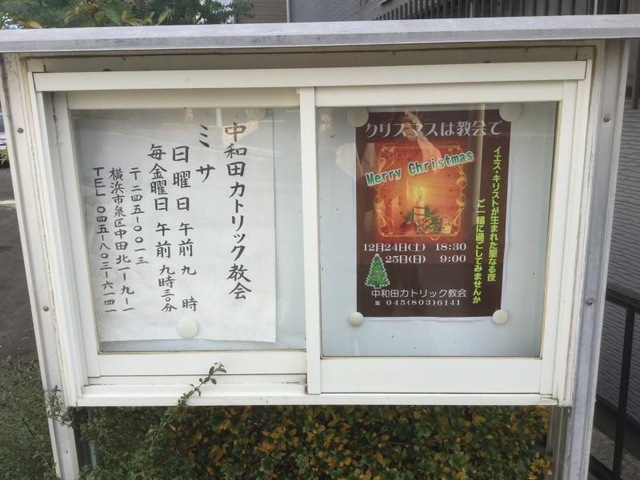 中和田カトリック教会
ミサ
日曜日 午前 九 時
毎金曜日 午前 九時三〇分
〒二四五-〇〇一三
横浜市泉区中田北一-九-一
TEL 〇四五-八〇三-六一四一
クリスマスは教会で
Merry Christmas
イエス・キリストが生まれた聖なる夜
ご一緒に過ごしてみませんか
12月24日(土) 18:30
25日(日) 9:00
中和田カトリック教会
☎ 045(803)6141